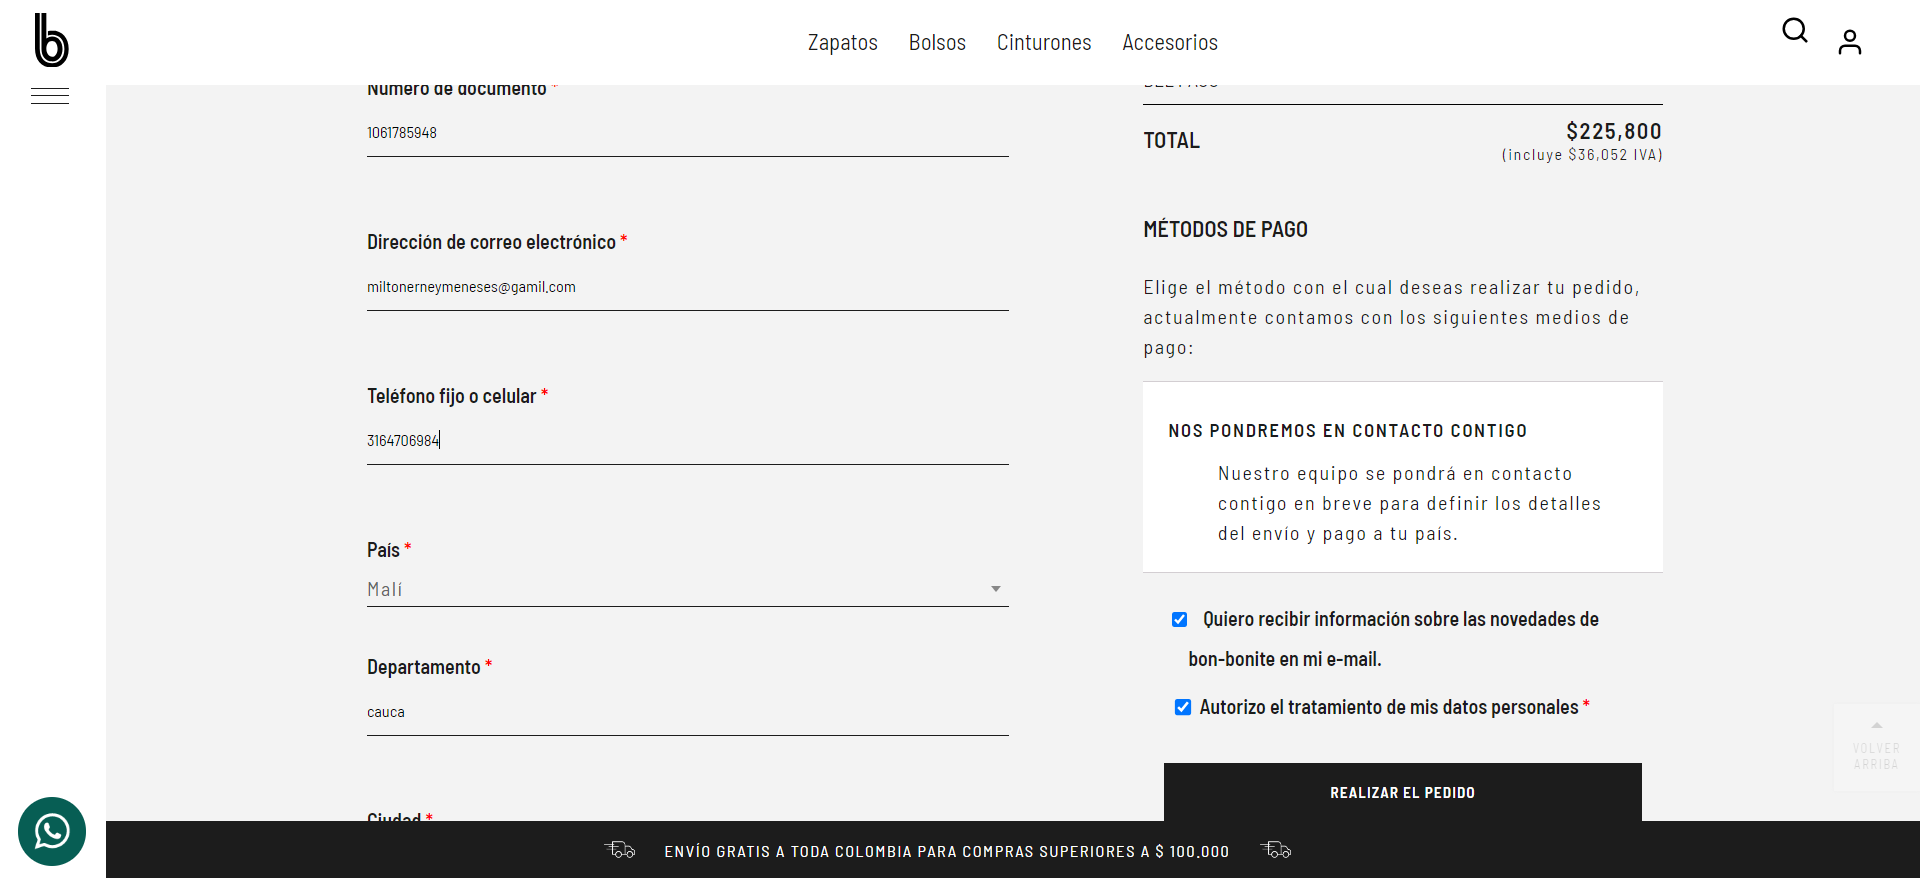 b
Zapatos Bolsos Cinturones Accesorios
Número de documento *
1061785948
Dirección de correo electrónico *
miltonerneymeneses@gamil.com
Teléfono fijo o celular *
3164706984
País *
Malí
Departamento *
cauca
Ciudad *
TOTAL
$225,800
(incluye $36,052 IVA)
MÉTODOS DE PAGO
Elige el método con el cual deseas realizar tu pedido,
actualmente contamos con los siguientes medios de
pago:
NOS PONDREMOS EN CONTACTO CONTIGO
Nuestro equipo se pondrá en contacto
contigo en breve para definir los detalles
del envío y pago a tu país.
Quiero recibir información sobre las novedades de
bon-bonite en mi e-mail.
Autorizo el tratamiento de mis datos personales *
REALIZAR EL PEDIDO
VOLVER
ARRIBA
ENVÍO GRATIS A TODA COLOMBIA PARA COMPRAS SUPERIORES A $ 100.000